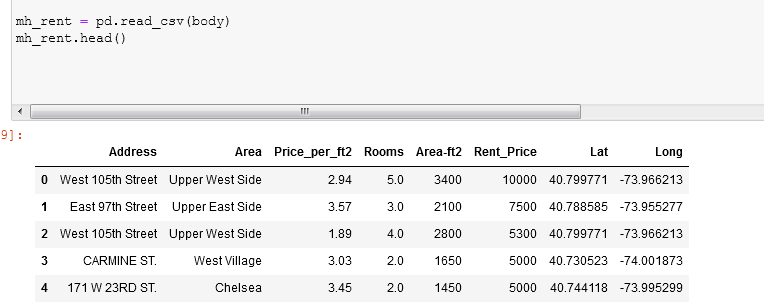 mh_rent = pd.read_csv(body)
mh_rent.head()
9]:
Address Area Price_per_ft2 Rooms Area-ft2 Rent_Price Lat Long
0 West 105th Street Upper West Side 2.94 5.0 3400 10000 40.799771 -73.966213
1 East 97th Street Upper East Side 3.57 3.0 2100 7500 40.788585 -73.955277
2 West 105th Street Upper West Side 1.89 4.0 2800 5300 40.799771 -73.966213
3 CARMINE ST. West Village 3.03 2.0 1650 5000 40.730523 -74.001873
4 171 W 23RD ST. Chelsea 3.45 2.0 1450 5000 40.744118 -73.995299